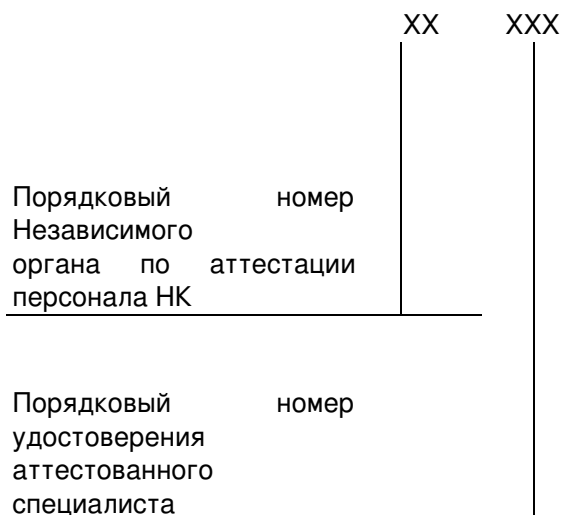 XX XXX
Порядковый номер
Независимого
органа по аттестации
персонала НК
Порядковый номер
удостоверения
аттестованного
специалиста